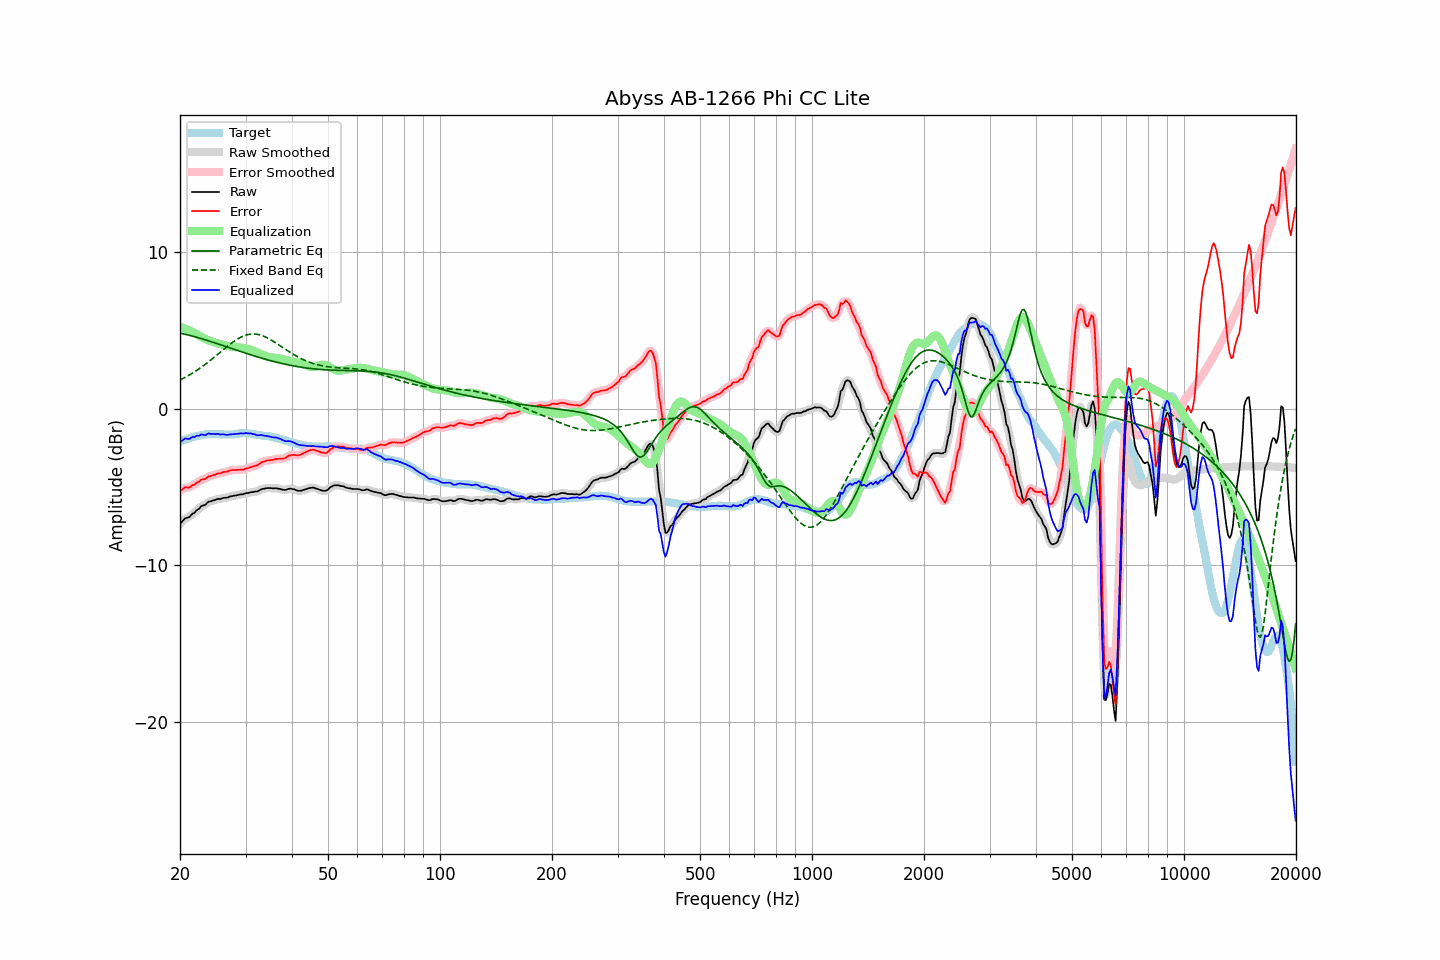 Abyss AB-1266 Phi CC Lite
Target
Raw Smoothed
Error Smoothed
Raw
Error
Equalization
Parametric Eq
Fixed Band Eq
Equalized
10
0
−10
−20
Amplitude (dBr)
20 50 100 200 500 1000 2000 5000 10000 20000
Frequency (Hz)